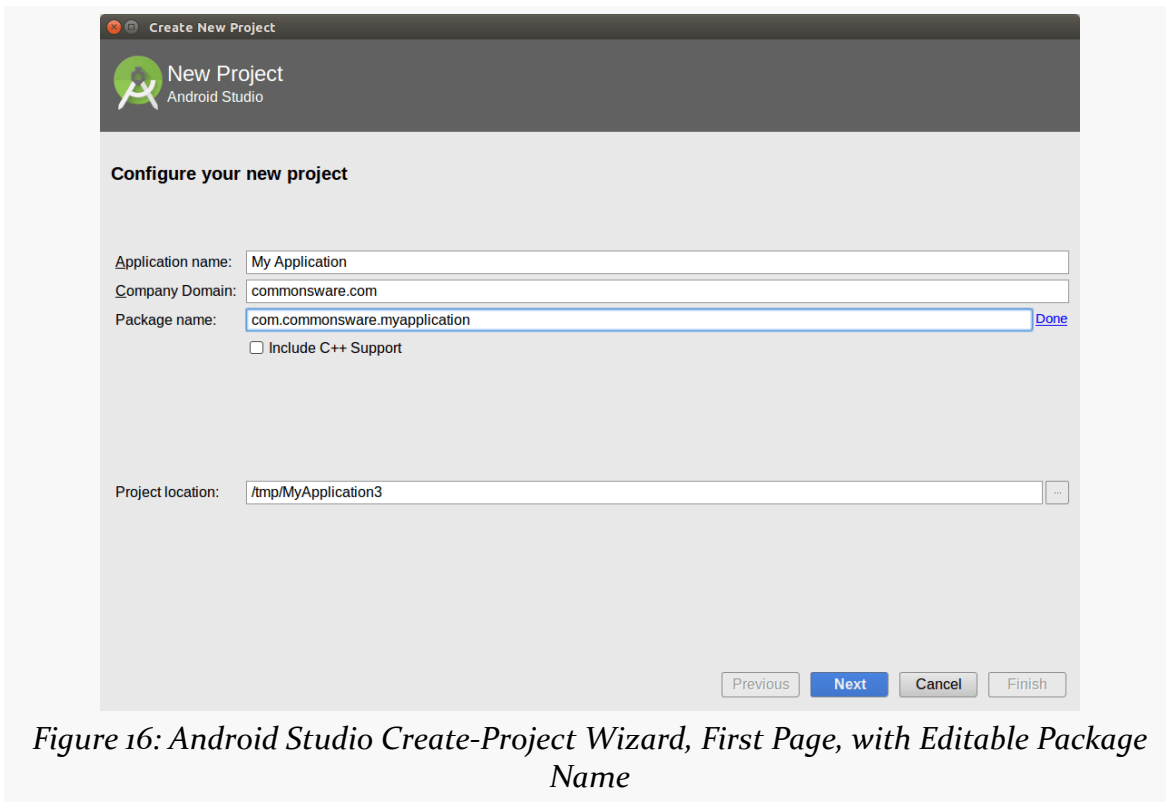 Create New Project
New Project
Android Studio
Configure your new project
Application name: My Application
Company Domain: commonsware.com
Package name: com.commonsware.myapplication Done
Include C++ Support
Project location: /tmp/MyApplication3 ...
Previous Next Cancel Finish
Figure 16: Android Studio Create-Project Wizard, First Page, with Editable Package
Name